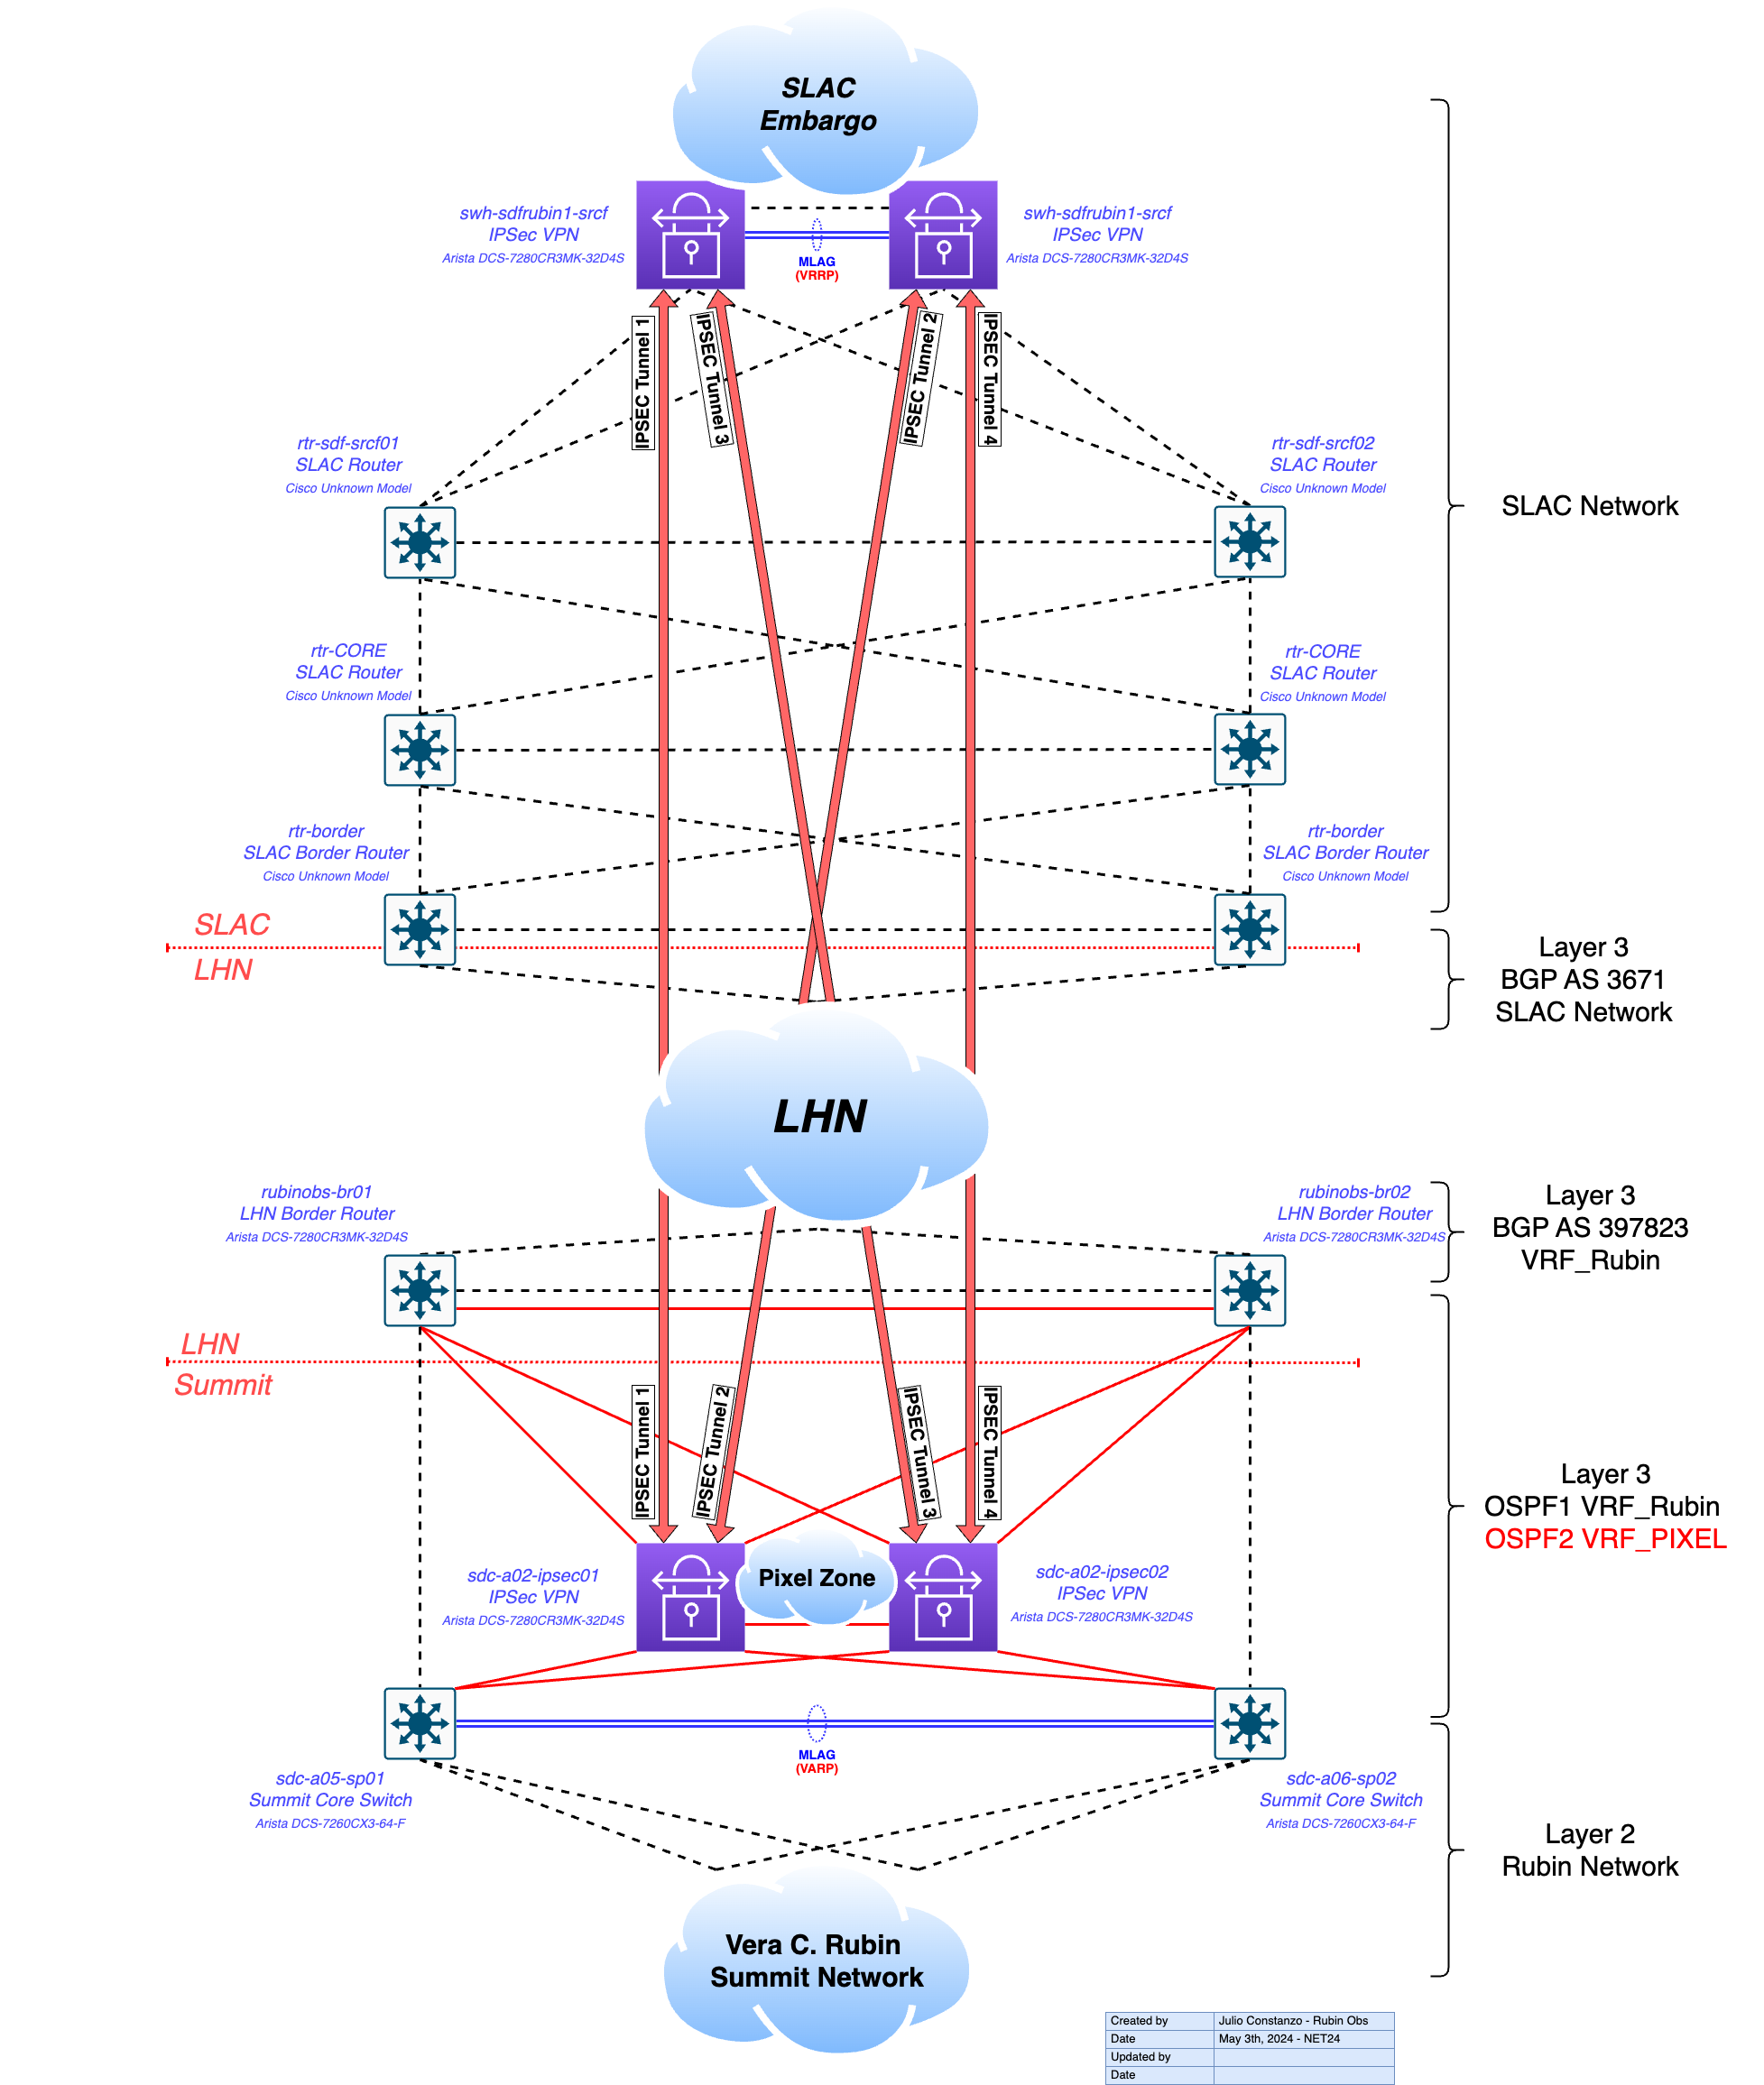 SLAC
Embargo
swh-sdfrubin1-srcf
IPSec VPN
Arista DCS-7280CR3MK-32D4S
swh-sdfrubin1-srcf
IPSec VPN
Arista DCS-7280CR3MK-32D4S
MLAG
(VRRP)
IPSEC Tunnel 1
IPSEC Tunnel 3
IPSEC Tunnel 2
IPSEC Tunnel 4
rtr-sdf-srcf01
SLAC Router
Cisco Unknown Model
rtr-sdf-srcf02
SLAC Router
Cisco Unknown Model
SLAC Network
rtr-CORE
SLAC Router
Cisco Unknown Model
rtr-CORE
SLAC Router
Cisco Unknown Model
rtr-border
SLAC Border Router
Cisco Unknown Model
rtr-border
SLAC Border Router
Cisco Unknown Model
SLAC
LHN
Layer 3
BGP AS 3671
SLAC Network
LHN
rubinobs-br01
LHN Border Router
Arista DCS-7280CR3MK-32D4S
rubinobs-br02
LHN Border Router
Arista DCS-7280CR3MK-32D4S
Layer 3
BGP AS 397823
VRF_Rubin
LHN
Summit
IPSEC Tunnel 1
IPSEC Tunnel 2
IPSEC Tunnel 3
IPSEC Tunnel 4
Layer 3
OSPF1 VRF_Rubin
OSPF2 VRF_PIXEL
sdc-a02-ipsec01
IPSec VPN
Arista DCS-7280CR3MK-32D4S
Pixel Zone
sdc-a02-ipsec02
IPSec VPN
Arista DCS-7280CR3MK-32D4S
MLAG
(VARP)
sdc-a05-sp01
Summit Core Switch
Arista DCS-7260CX3-64-F
sdc-a06-sp02
Summit Core Switch
Arista DCS-7260CX3-64-F
Layer 2
Rubin Network
Vera C. Rubin
Summit Network
Created by Julio Constanzo - Rubin Obs
Date May 3th, 2024 - NET24
Updated by
Date